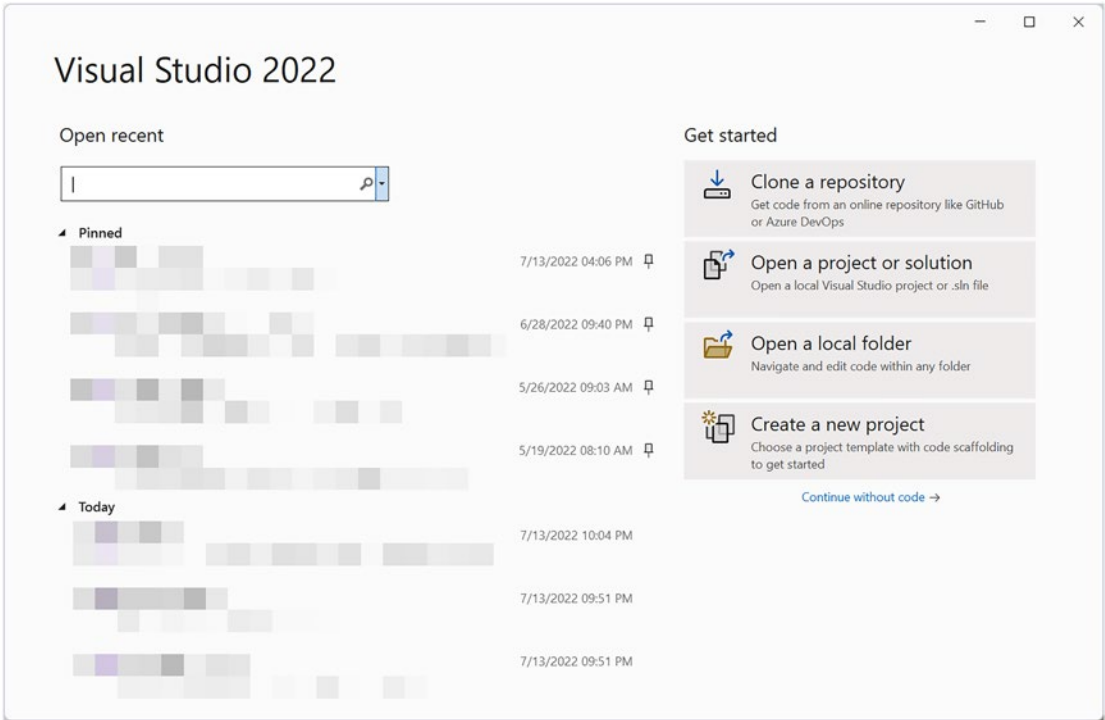 Visual Studio 2022
Open recent
Pinned
7/13/2022 04:06 PM
6/28/2022 09:40 PM
5/26/2022 09:03 AM
5/19/2022 08:10 AM
Today
7/13/2022 10:04 PM
7/13/2022 09:51 PM
7/13/2022 09:51 PM
Get started
Clone a repository
Get code from an online repository like GitHub
or Azure DevOps
Open a project or solution
Open a local Visual Studio project or .sln file
Open a local folder
Navigate and edit code within any folder
Create a new project
Choose a project template with code scaffolding
to get started
Continue without code →